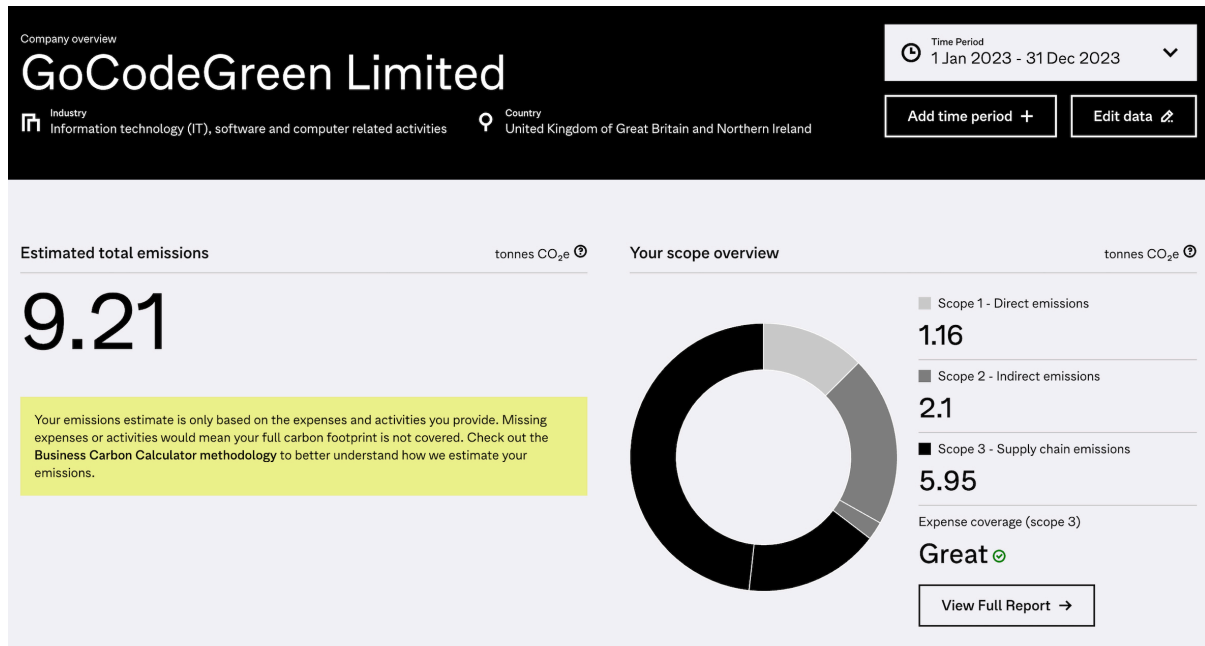 Company overview
GoCodeGreen Limited
Industry
Information technology (IT), software and computer related activities
Country
United Kingdom of Great Britain and Northern Ireland
Time Period
1 Jan 2023 - 31 Dec 2023
Add time period +
Edit data
Estimated total emissions
tonnes CO₂e
9.21
Your emissions estimate is only based on the expenses and activities you provide. Missing
expenses or activities would mean your full carbon footprint is not covered. Check out the
Business Carbon Calculator methodology to better understand how we estimate your
emissions.
Your scope overview
tonnes CO₂e
Scope 1 - Direct emissions
1.16
Scope 2 - Indirect emissions
2.1
Scope 3 - Supply chain emissions
5.95
Expense coverage (scope 3)
Great
View Full Report →